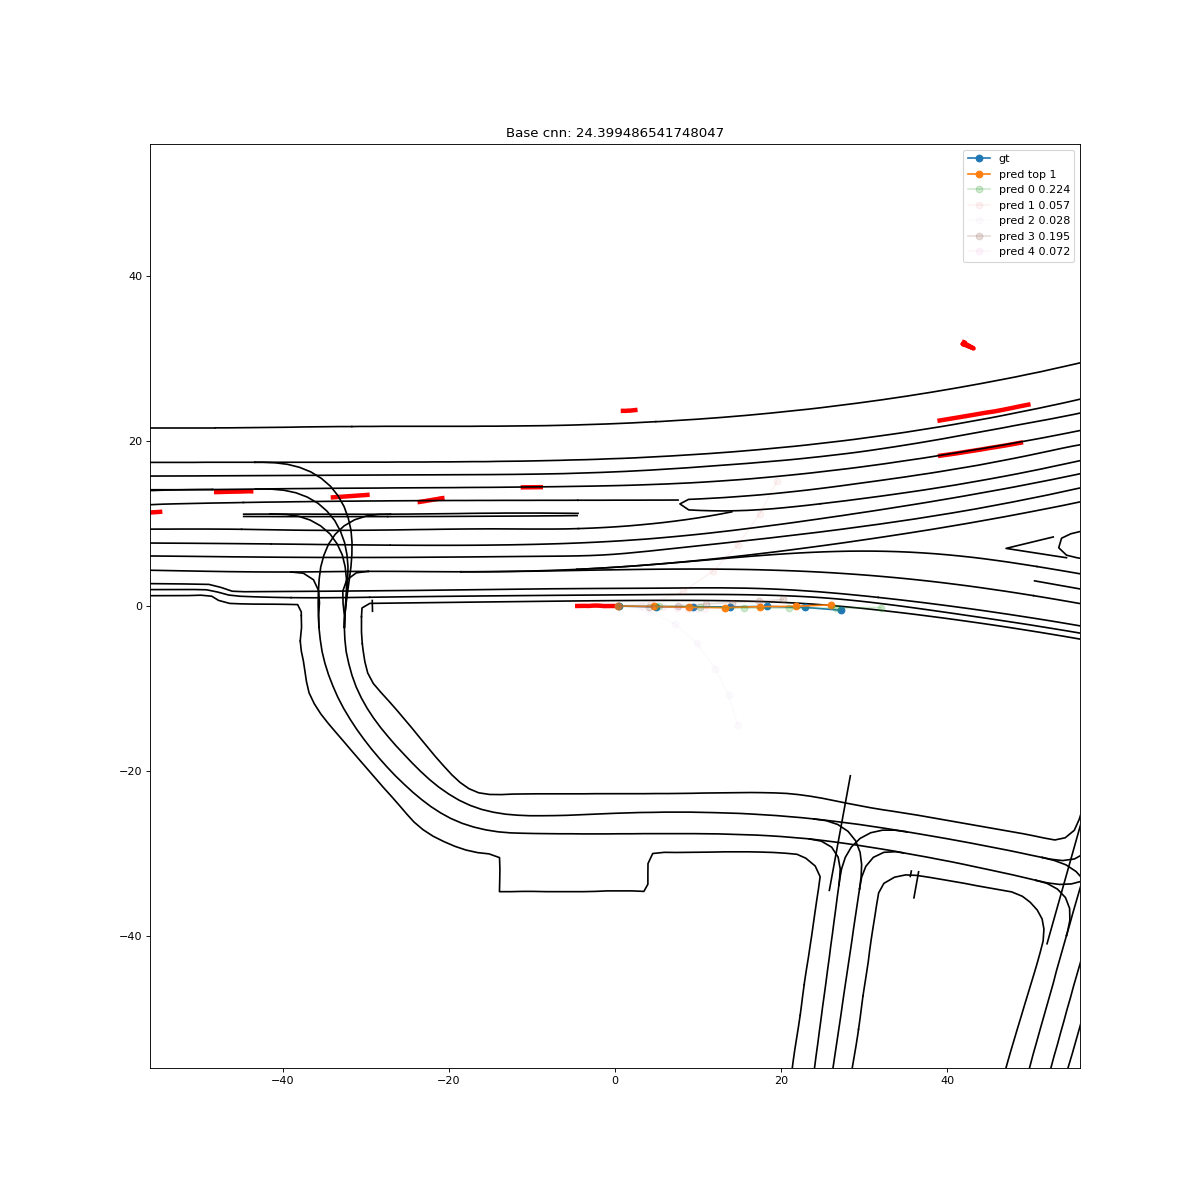 Base cnn: 24.399486541748047
gt
pred top 1
pred 0 0.224
pred 1 0.057
pred 2 0.028
pred 3 0.195
pred 4 0.072
40
20
0
−20
−40
−40 −20 0 20 40